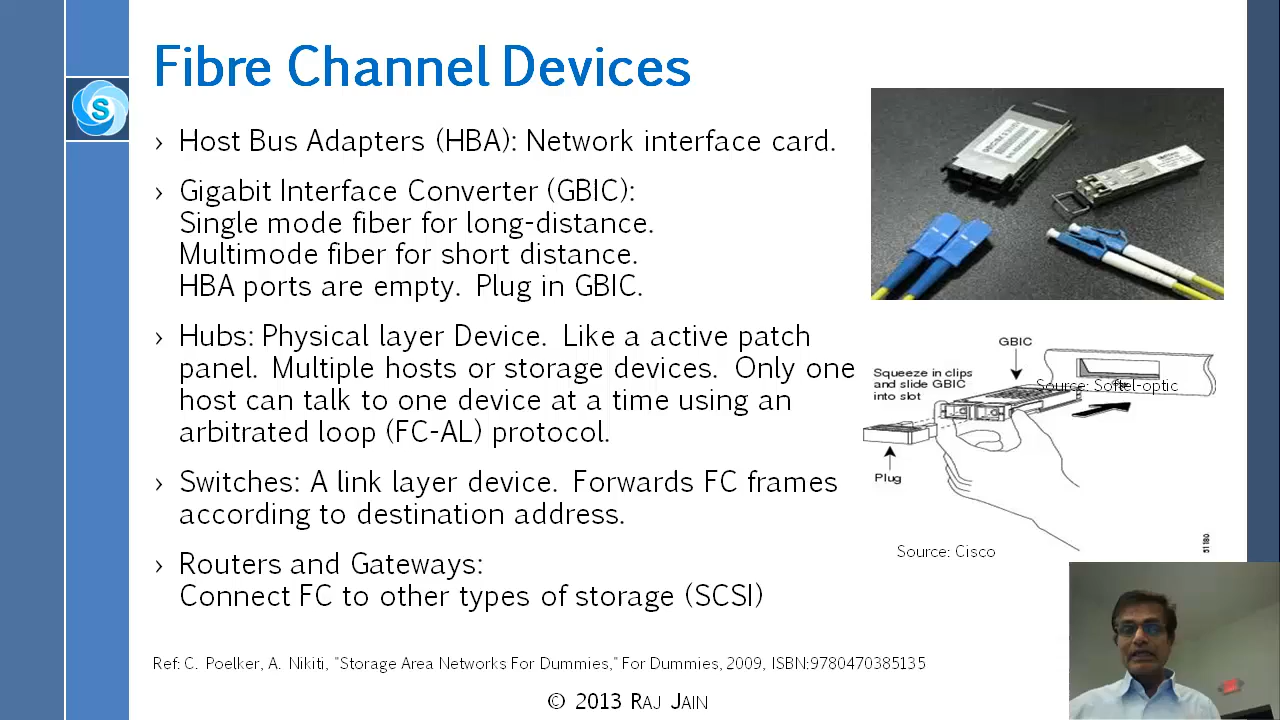 Fibre Channel Devices
S
› Host Bus Adapters (HBA): Network interface card.
› Gigabit Interface Converter (GBIC):
Single mode fiber for long-distance.
Multimode fiber for short distance.
HBA ports are empty. Plug in GBIC.
› Hubs: Physical layer Device. Like a active patch
panel. Multiple hosts or storage devices. Only one
host can talk to one device at a time using an
arbitrated loop (FC-AL) protocol.
› Switches: A link layer device. Forwards FC frames
according to destination address.
› Routers and Gateways:
Connect FC to other types of storage (SCSI)
GBIC
Squeeze in clips
and slide GBIC
into slot
Source: Softel-optic
Plug
51180
Source: Cisco
Ref: C. Poelker, A. Nikiti, "Storage Area Networks For Dummies," For Dummies, 2009, ISBN:9780470385135
© 2013 Raj Jain